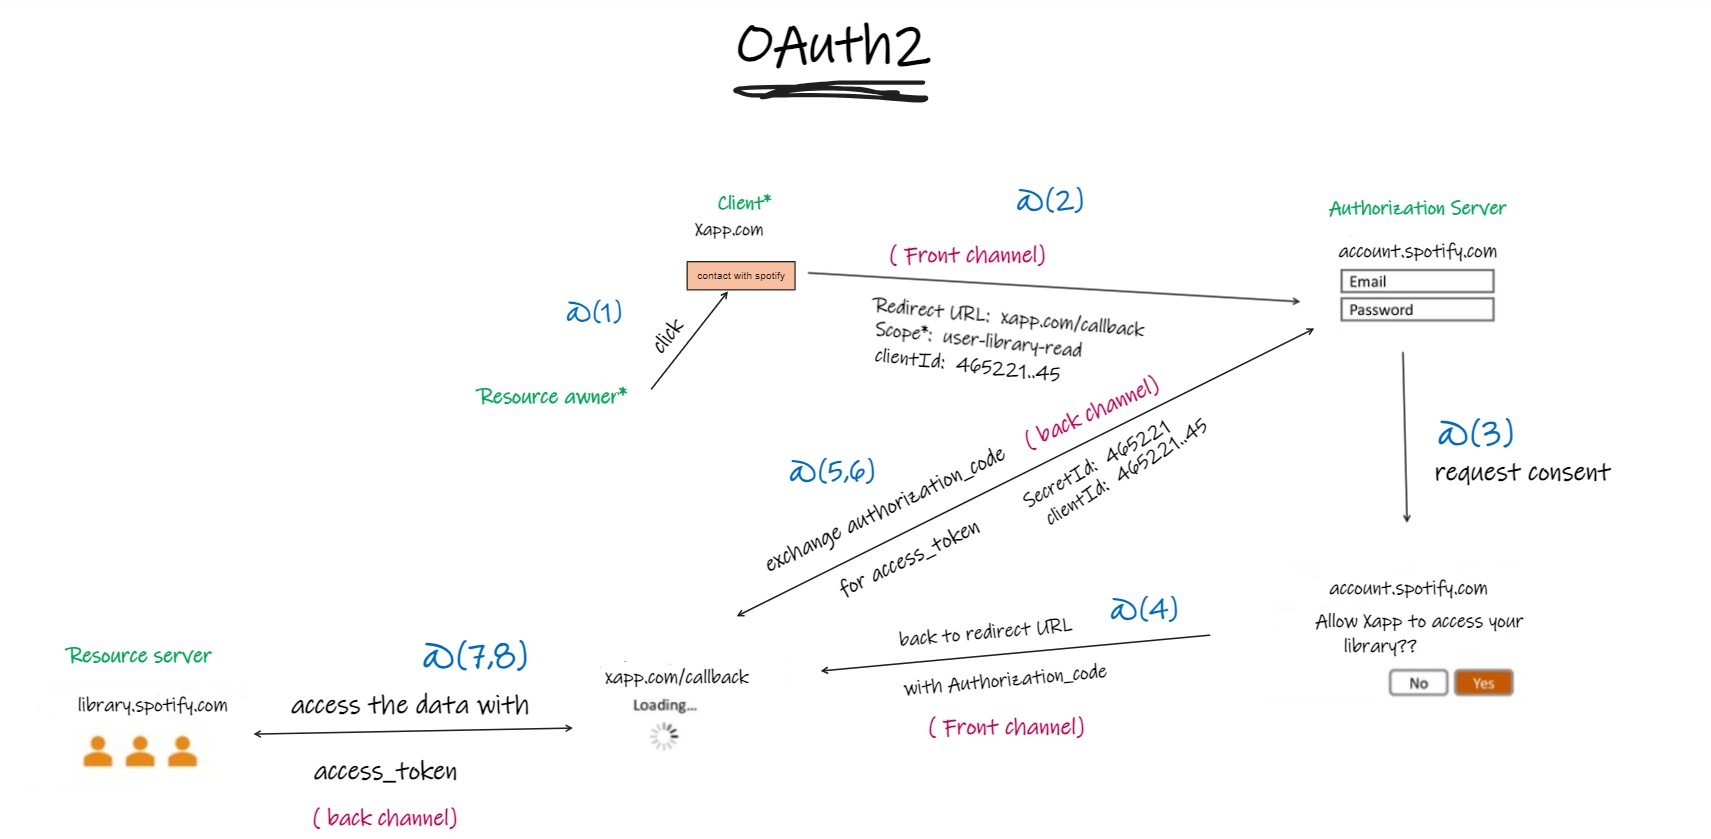 OAuth2
Client*
Xapp.com
contact with spotify
@(1)
click
Resource awner*
@(2)
( Front channel)
Redirect URL: xapp.com/callback
Scope*: user-library-read
clientId: 465221..45
Authorization Server
account.spotify.com
Email
Password
@(3)
request consent
@(5,6)
exchange authorization_code
( back channel)
for access_token
SecretId: 465221
clientId: 465221..45
account.spotify.com
Allow Xapp to access your
library??
No
Yes
@(4)
back to redirect URL
with Authorization_code
( Front channel)
xapp.com/callback
Loading...
@(7,8)
access the data with
access_token
( back channel)
Resource server
library.spotify.com